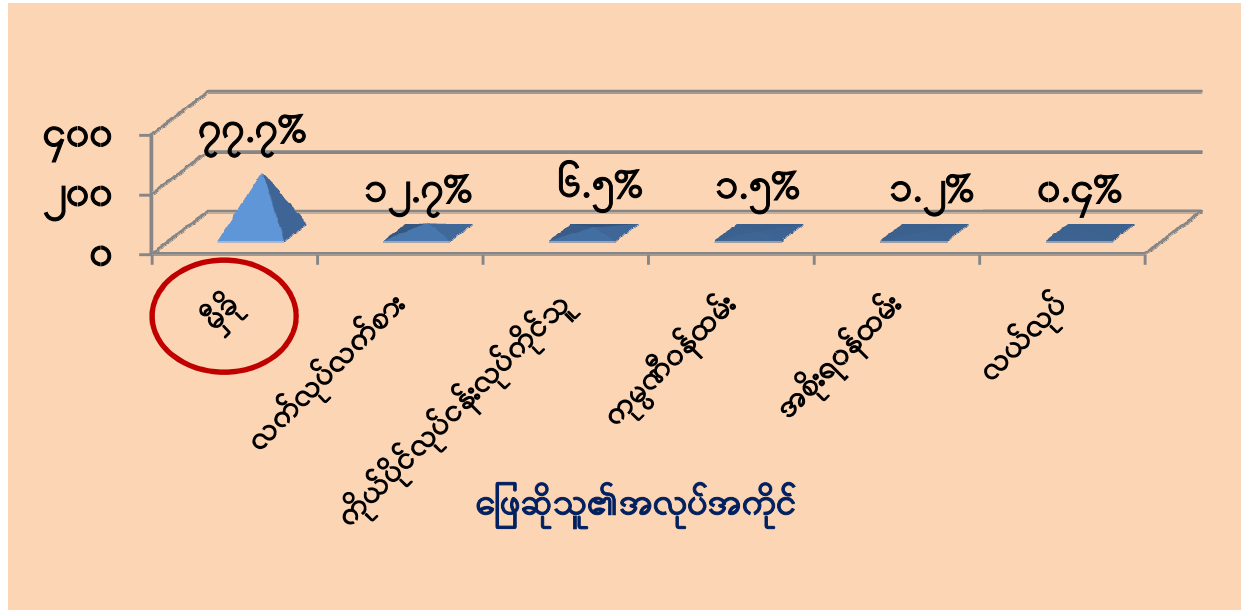 ၄၀၀
၂၀၀
၀
၇၇.၇%
၁၂.၇%
၆.၅%
၁.၅%
၁.၂%
၀.၄%
မှီခို
လက်လုပ်လက်စား
ကိုယ်ပိုင်လုပ်ငန်းလုပ်ကိုင်သူ
ကုမ္ပဏီဝန်ထမ်း
အစိုးရဝန်ထမ်း
လယ်လုပ်
ဖြေဆိုသူ၏အလုပ်အကိုင်